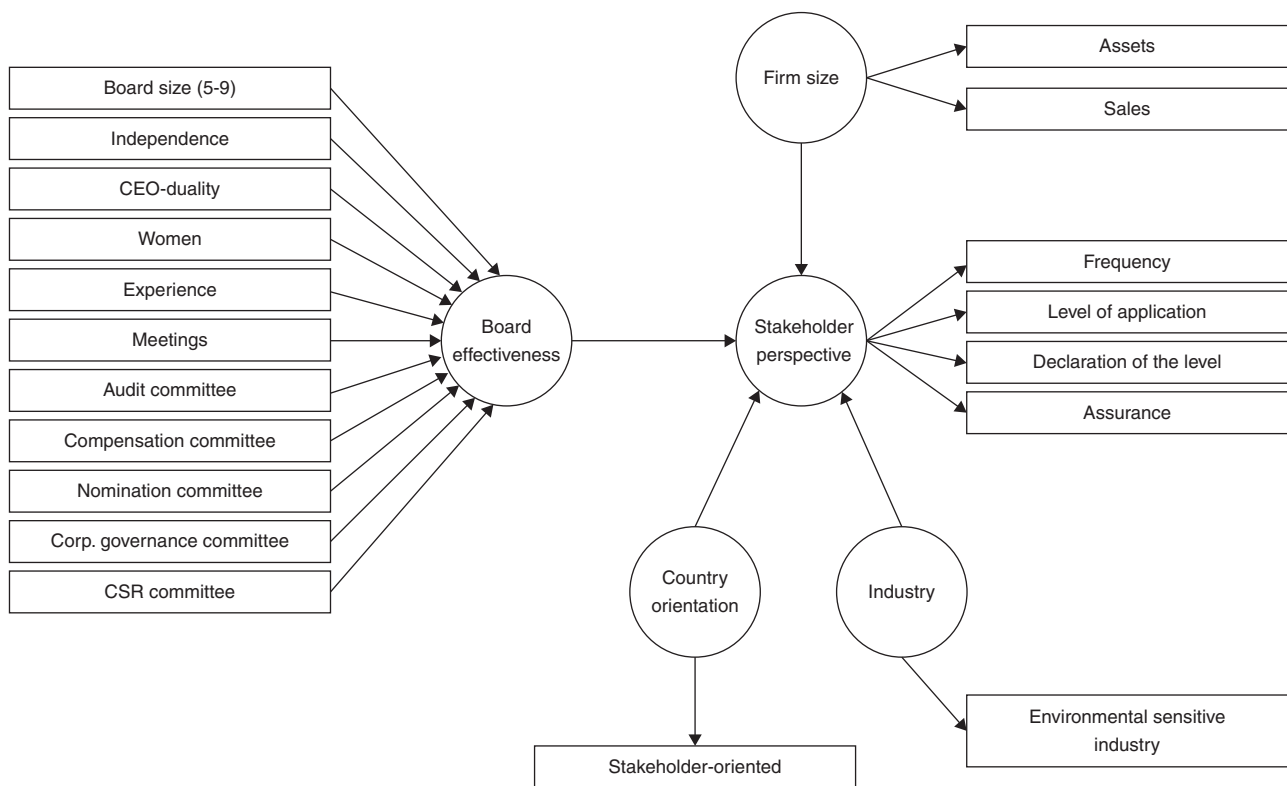 Board size (5-9)
Independence
CEO-duality
Women
Experience
Meetings
Audit committee
Compensation committee
Nomination committee
Corp. governance committee
CSR committee
Board
effectiveness
Firm size
Assets
Sales
Stakeholder
perspective
Frequency
Level of application
Declaration of the level
Assurance
Country
orientation
Industry
Stakeholder-oriented
Environmental sensitive
industry